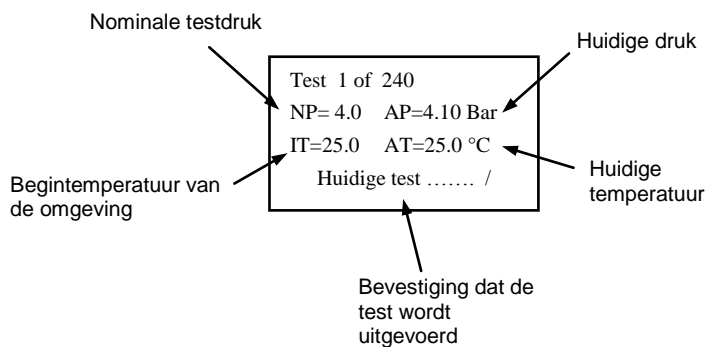 Nominale testdruk
Huidige druk
Test 1 of 240
NP= 4.0 AP=4.10 Bar
IT=25.0 AT=25.0 °C
Huidige test ....... /
Begintemperatuur van
de omgeving
Huidige
temperatuur
Bevestiging dat de
test wordt
uitgevoerd